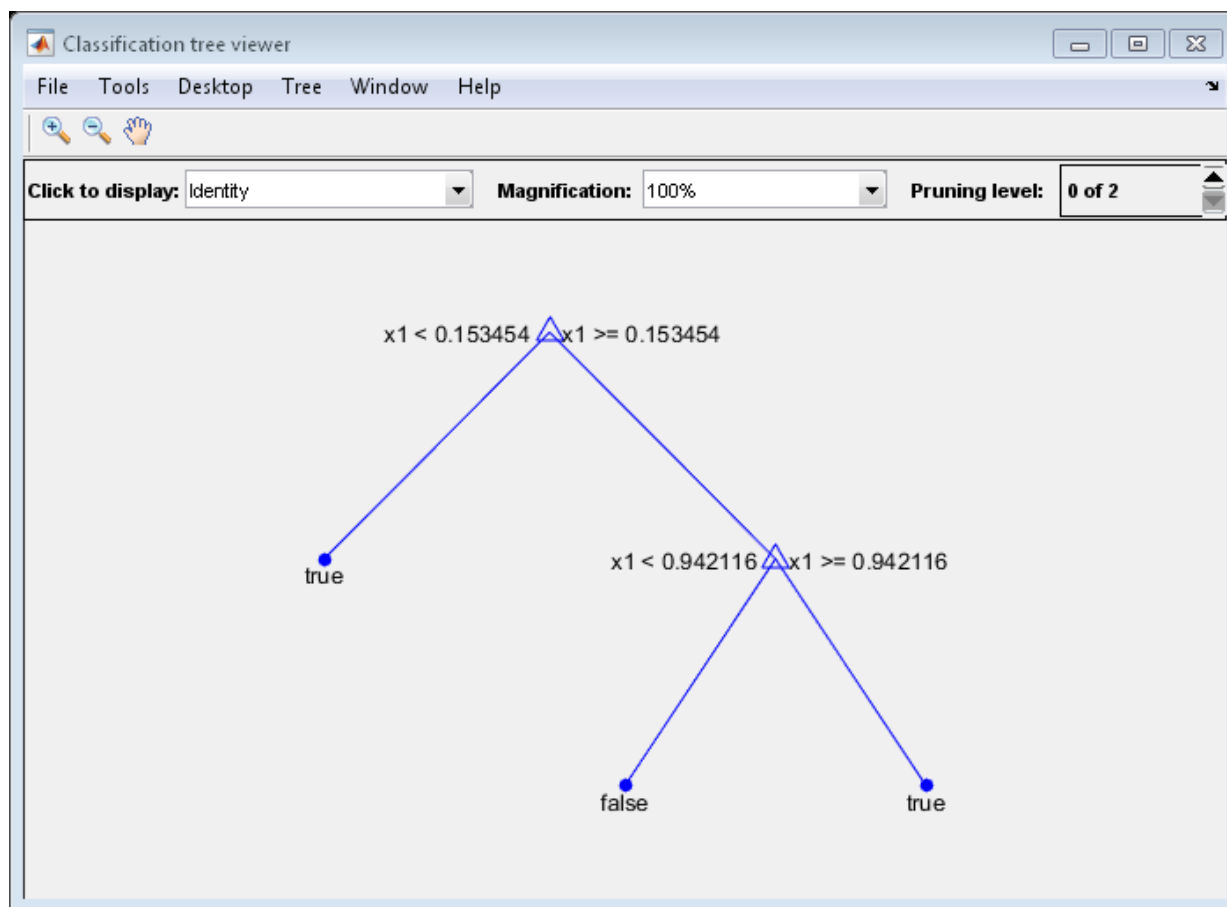 Classification tree viewer
File Tools Desktop Tree Window Help
Click to display: Identity Magnification: 100% Pruning level: 0 of 2
x1 < 0.153454 x1 >= 0.153454
true
x1 < 0.942116 x1 >= 0.942116
false
true